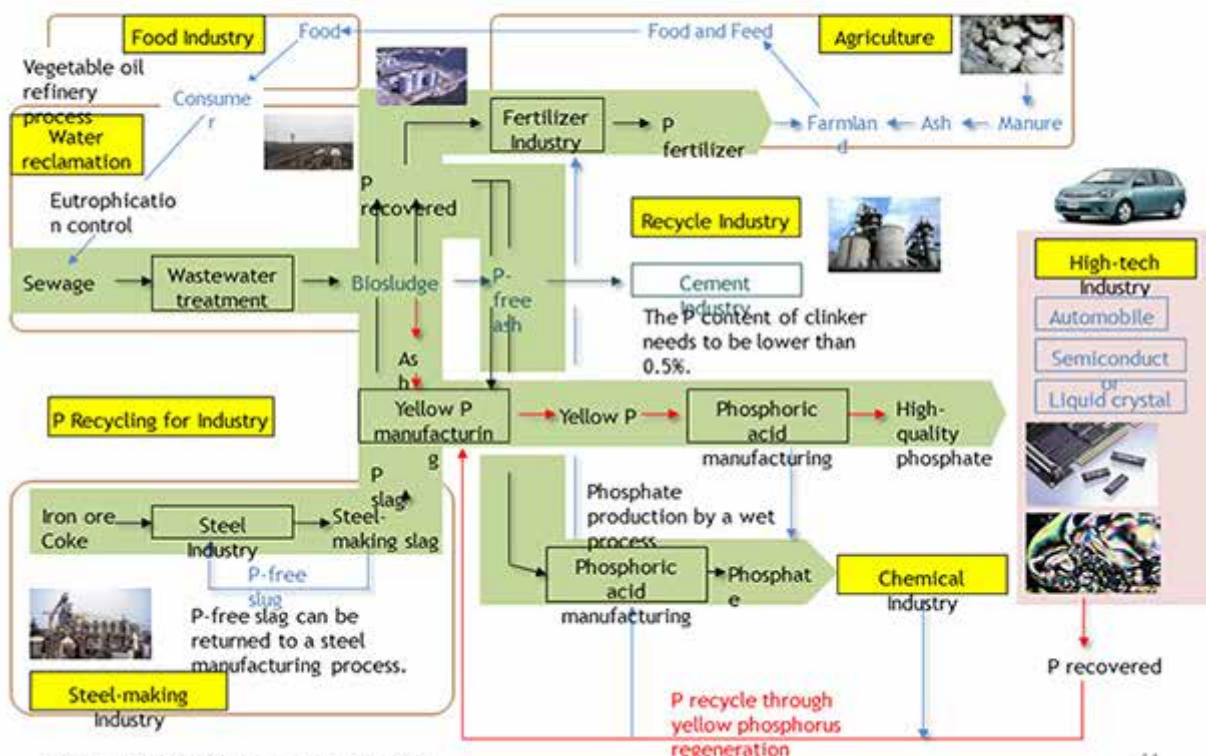 Food Industry
Food
Food and Feed
Agriculture
Vegetable oil
refinery
process
Consume
r
Water
reclamation
Fertilizer
Industry
P
fertilizer
Farmlan
d
Ash
Manure
Eutrophicatio
n control
P
recovered
Recycle Industry
High-tech
Industry
Sewage
Wastewater
treatment
Biosludge
P-
free
ash
Cement
Industry
Automobile
The P content of clinker
needs to be lower than
0.5%.
Semiconduct
or
Liquid crystal
As
h
P Recycling for Industry
Yellow P
manufacturin
g
Yellow P
Phosphoric
acid
manufacturing
High-
quality
phosphate
P
slag
Iron ore
Coke
Steel
Industry
Steel-
making slag
Phosphate
production by a wet
process
P-free
slug
Phosphoric
acid
manufacturing
Phosphat
e
Chemical
Industry
P-free slag can be
returned to a steel
manufacturing process.
P recovered
Steel-making
Industry
P recycle through
yellow phosphorus
regeneration